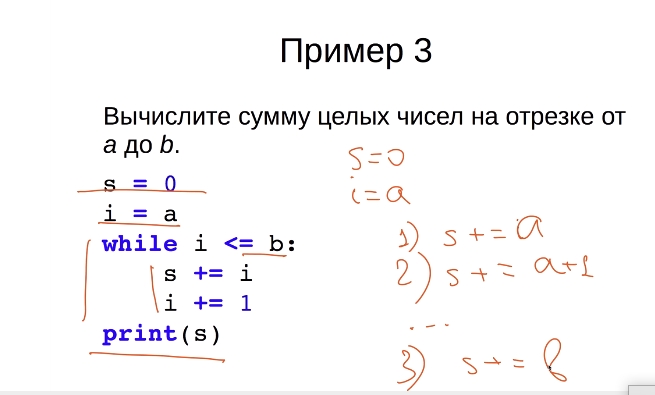 Пример 3
Вычислите сумму целых чисел на отрезке от
a до b.
s = 0
i = a
while i <= b:
s += i
i += 1
print(s)
S=0
i=a
1) s+=a
2) s+= a+1
...
3) s+= b